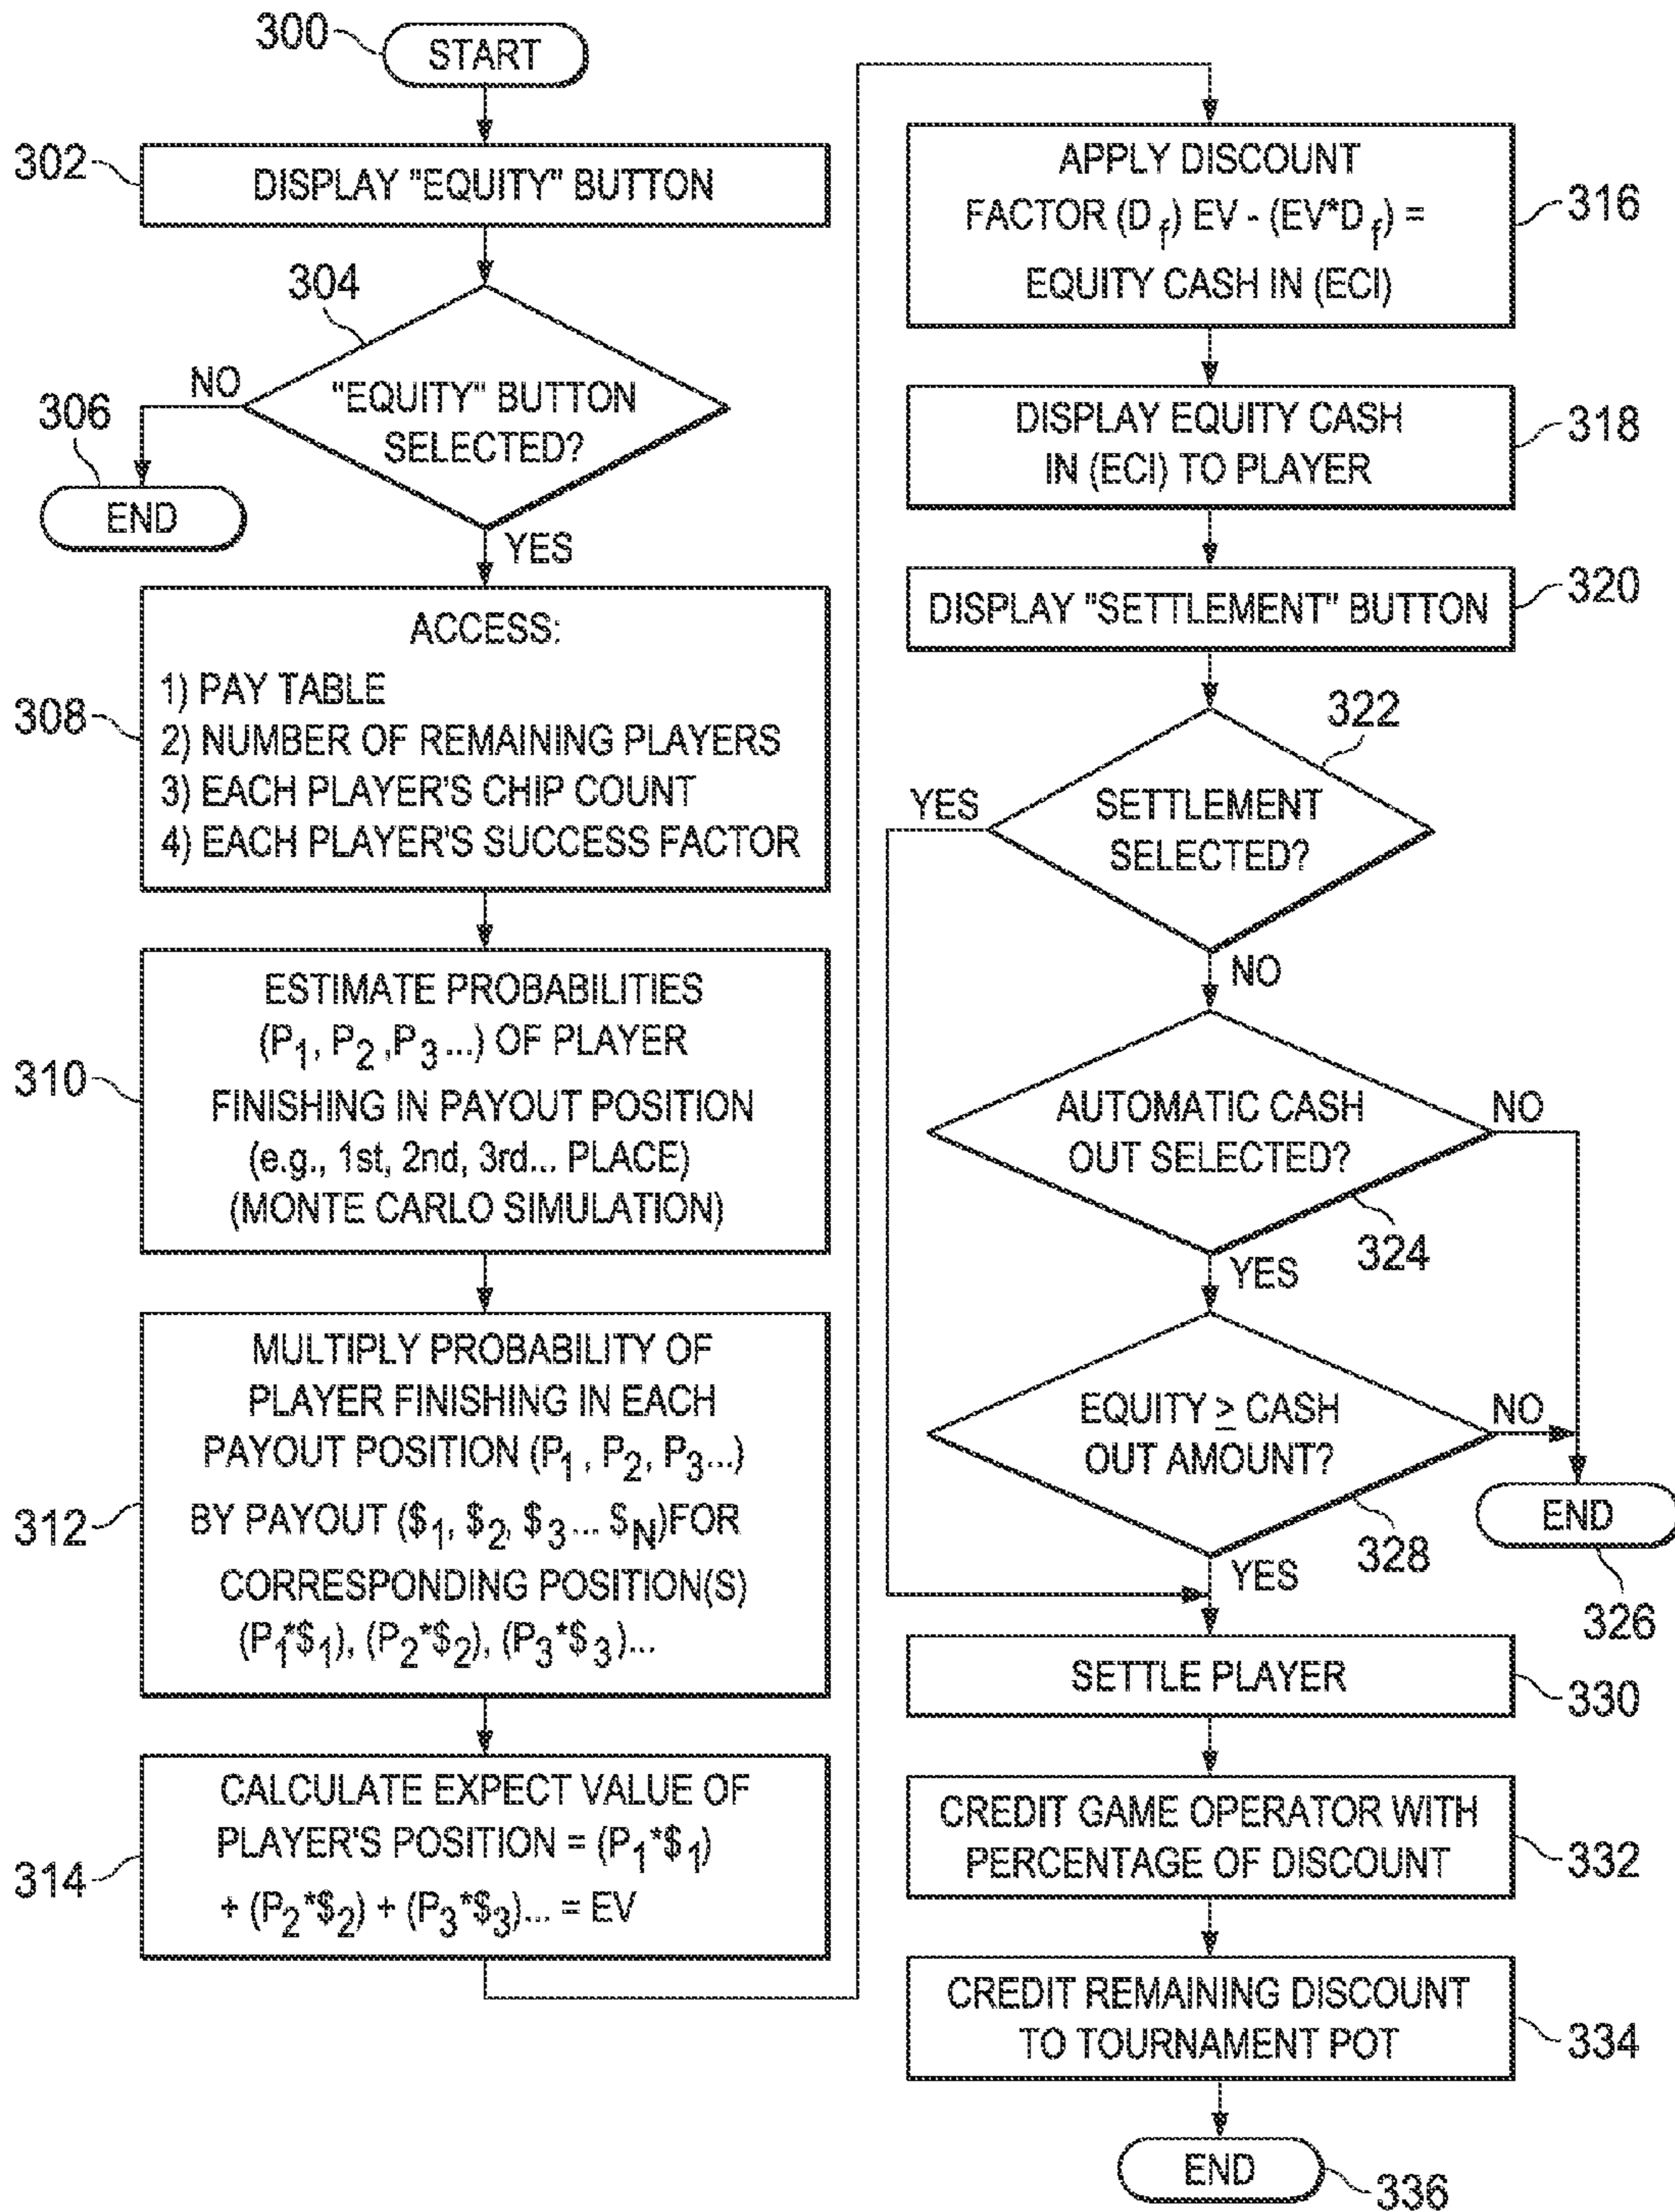 300
START
302
DISPLAY "EQUITY" BUTTON
304
"EQUITY" BUTTON
SELECTED?
NO
306
END
YES
308
ACCESS:
1) PAY TABLE
2) NUMBER OF REMAINING PLAYERS
3) EACH PLAYER'S CHIP COUNT
4) EACH PLAYER'S SUCCESS FACTOR
310
ESTIMATE PROBABILITIES
(P1, P2, P3...) OF PLAYER
FINISHING IN PAYOUT POSITION
(e.g., 1st, 2nd, 3rd... PLACE)
(MONTE CARLO SIMULATION)
312
MULTIPLY PROBABILITY OF
PLAYER FINISHING IN EACH
PAYOUT POSITION (P1, P2, P3...)
BY PAYOUT ($1, $2, $3... $N)FOR
CORRESPONDING POSITION(S)
(P1*$1), (P2*$2), (P3*$3)...
314
CALCULATE EXPECT VALUE OF
PLAYER'S POSITION = (P1*$1)
+ (P2*$2) + (P3*$3)... = EV
APPLY DISCOUNT
FACTOR (Df) EV - (EV*Df) =
EQUITY CASH IN (ECI)
316
DISPLAY EQUITY CASH
IN (ECI) TO PLAYER
318
DISPLAY "SETTLEMENT" BUTTON
320
322
YES
SETTLEMENT
SELECTED?
NO
AUTOMATIC CASH
OUT SELECTED?
NO
324
YES
EQUITY ≥ CASH
OUT AMOUNT?
NO
328
YES
END
326
SETTLE PLAYER
330
CREDIT GAME OPERATOR WITH
PERCENTAGE OF DISCOUNT
332
CREDIT REMAINING DISCOUNT
TO TOURNAMENT POT
334
END
336